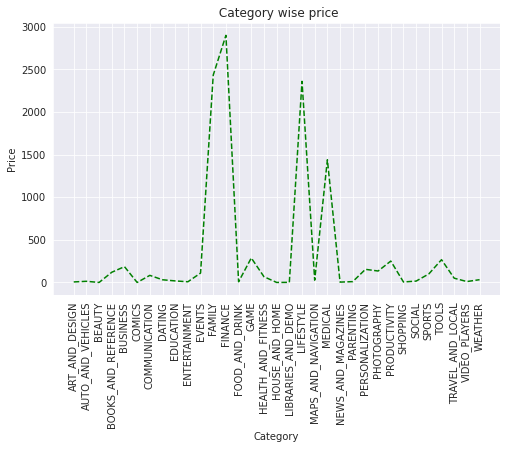 Category wise price
Price
3000
2500
2000
1500
1000
500
0
ART_AND_DESIGN
AUTO_AND_VEHICLES
BEAUTY
BOOKS_AND_REFERENCE
BUSINESS
COMICS
COMMUNICATION
DATING
EDUCATION
ENTERTAINMENT
EVENTS
FAMILY
FINANCE
FOOD_AND_DRINK
GAME
HEALTH_AND_FITNESS
HOUSE_AND_HOME
LIBRARIES_AND_DEMO
LIFESTYLE
MAPS_AND_NAVIGATION
MEDICAL
NEWS_AND_MAGAZINES
PARENTING
PERSONALIZATION
PHOTOGRAPHY
PRODUCTIVITY
SHOPPING
SOCIAL
SPORTS
TOOLS
TRAVEL_AND_LOCAL
VIDEO_PLAYERS
WEATHER
Category